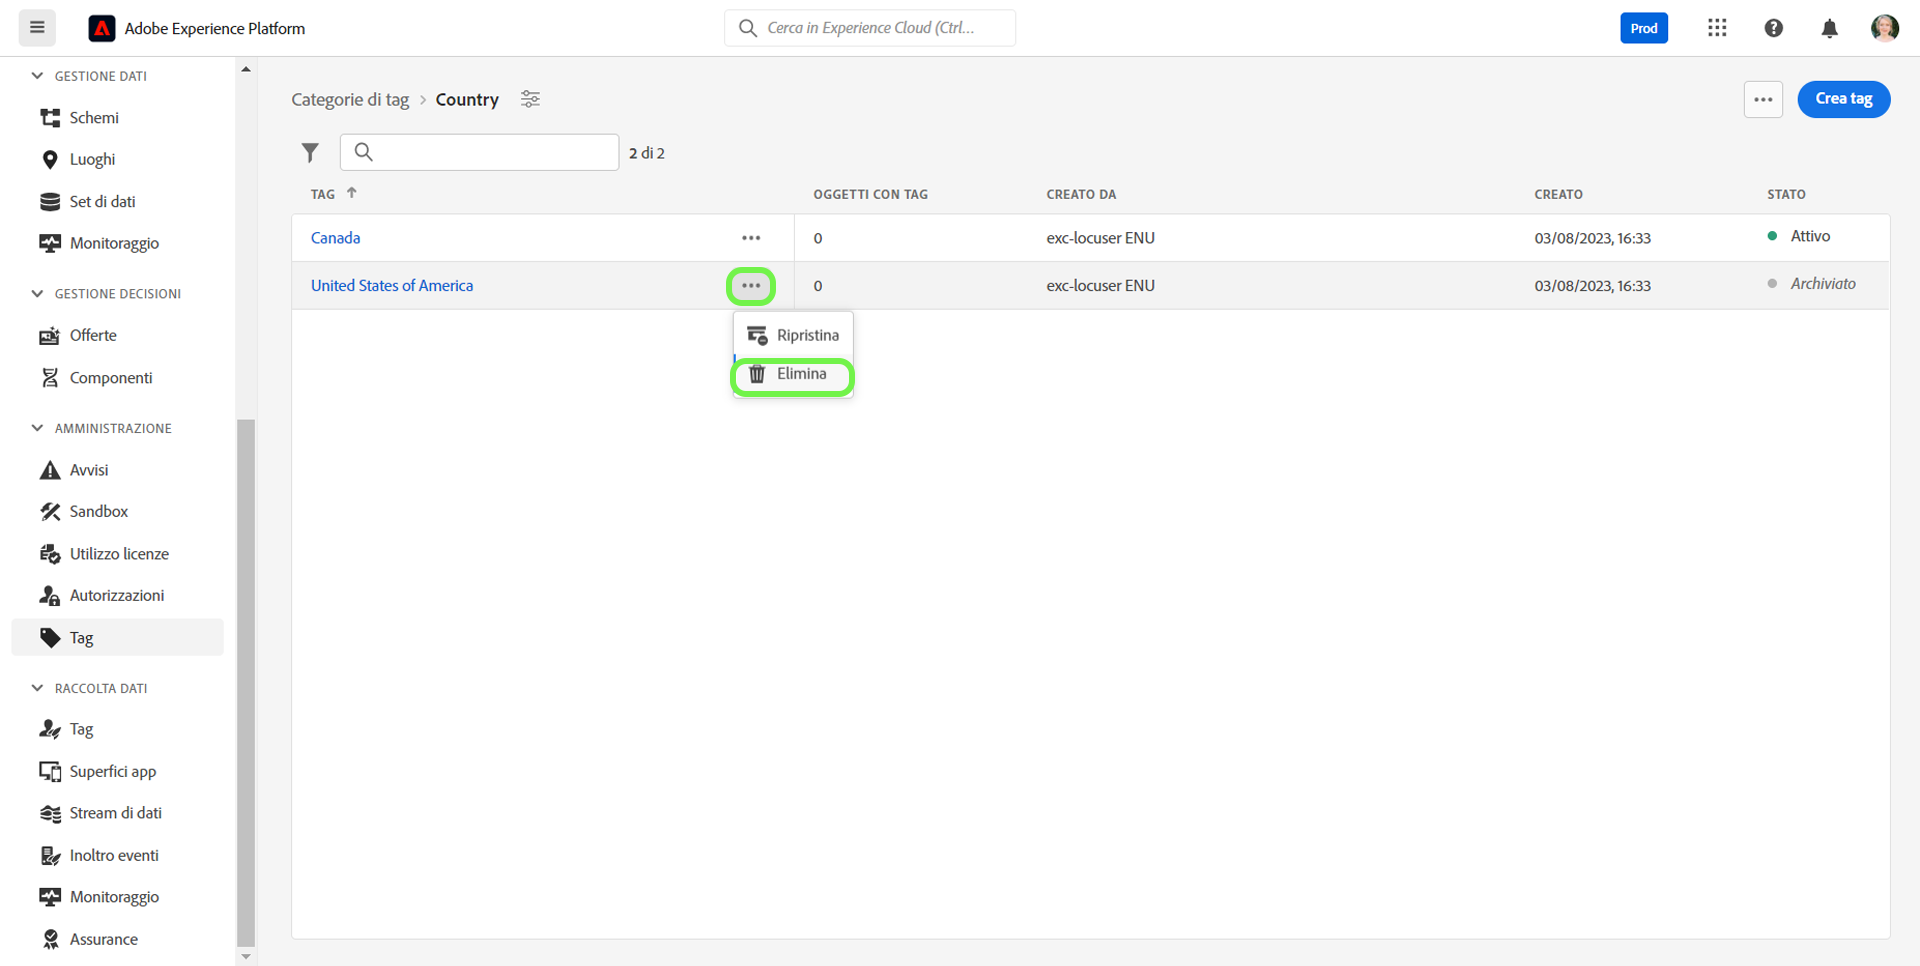 Adobe Experience Platform
Cerca in Experience Cloud (Ctrl...
Prod
GESTIONE DATI
Schemi
Luoghi
Set di dati
Monitoraggio
GESTIONE DECISIONI
Offerte
Componenti
AMMINISTRAZIONE
Avvisi
Sandbox
Utilizzo licenze
Autorizzazioni
Tag
RACCOLTA DATI
Tag
Superfici app
Stream di dati
Inoltro eventi
Monitoraggio
Assurance
Categorie di tag > Country
Crea tag
2 di 2
TAG OGGETTI CON TAG CREATO DA CREATO STATO
Canada 0 exc-locuser ENU 03/08/2023, 16:33 Attivo
United States of America 0 exc-locuser ENU 03/08/2023, 16:33 Archiviato
Ripristina
Elimina